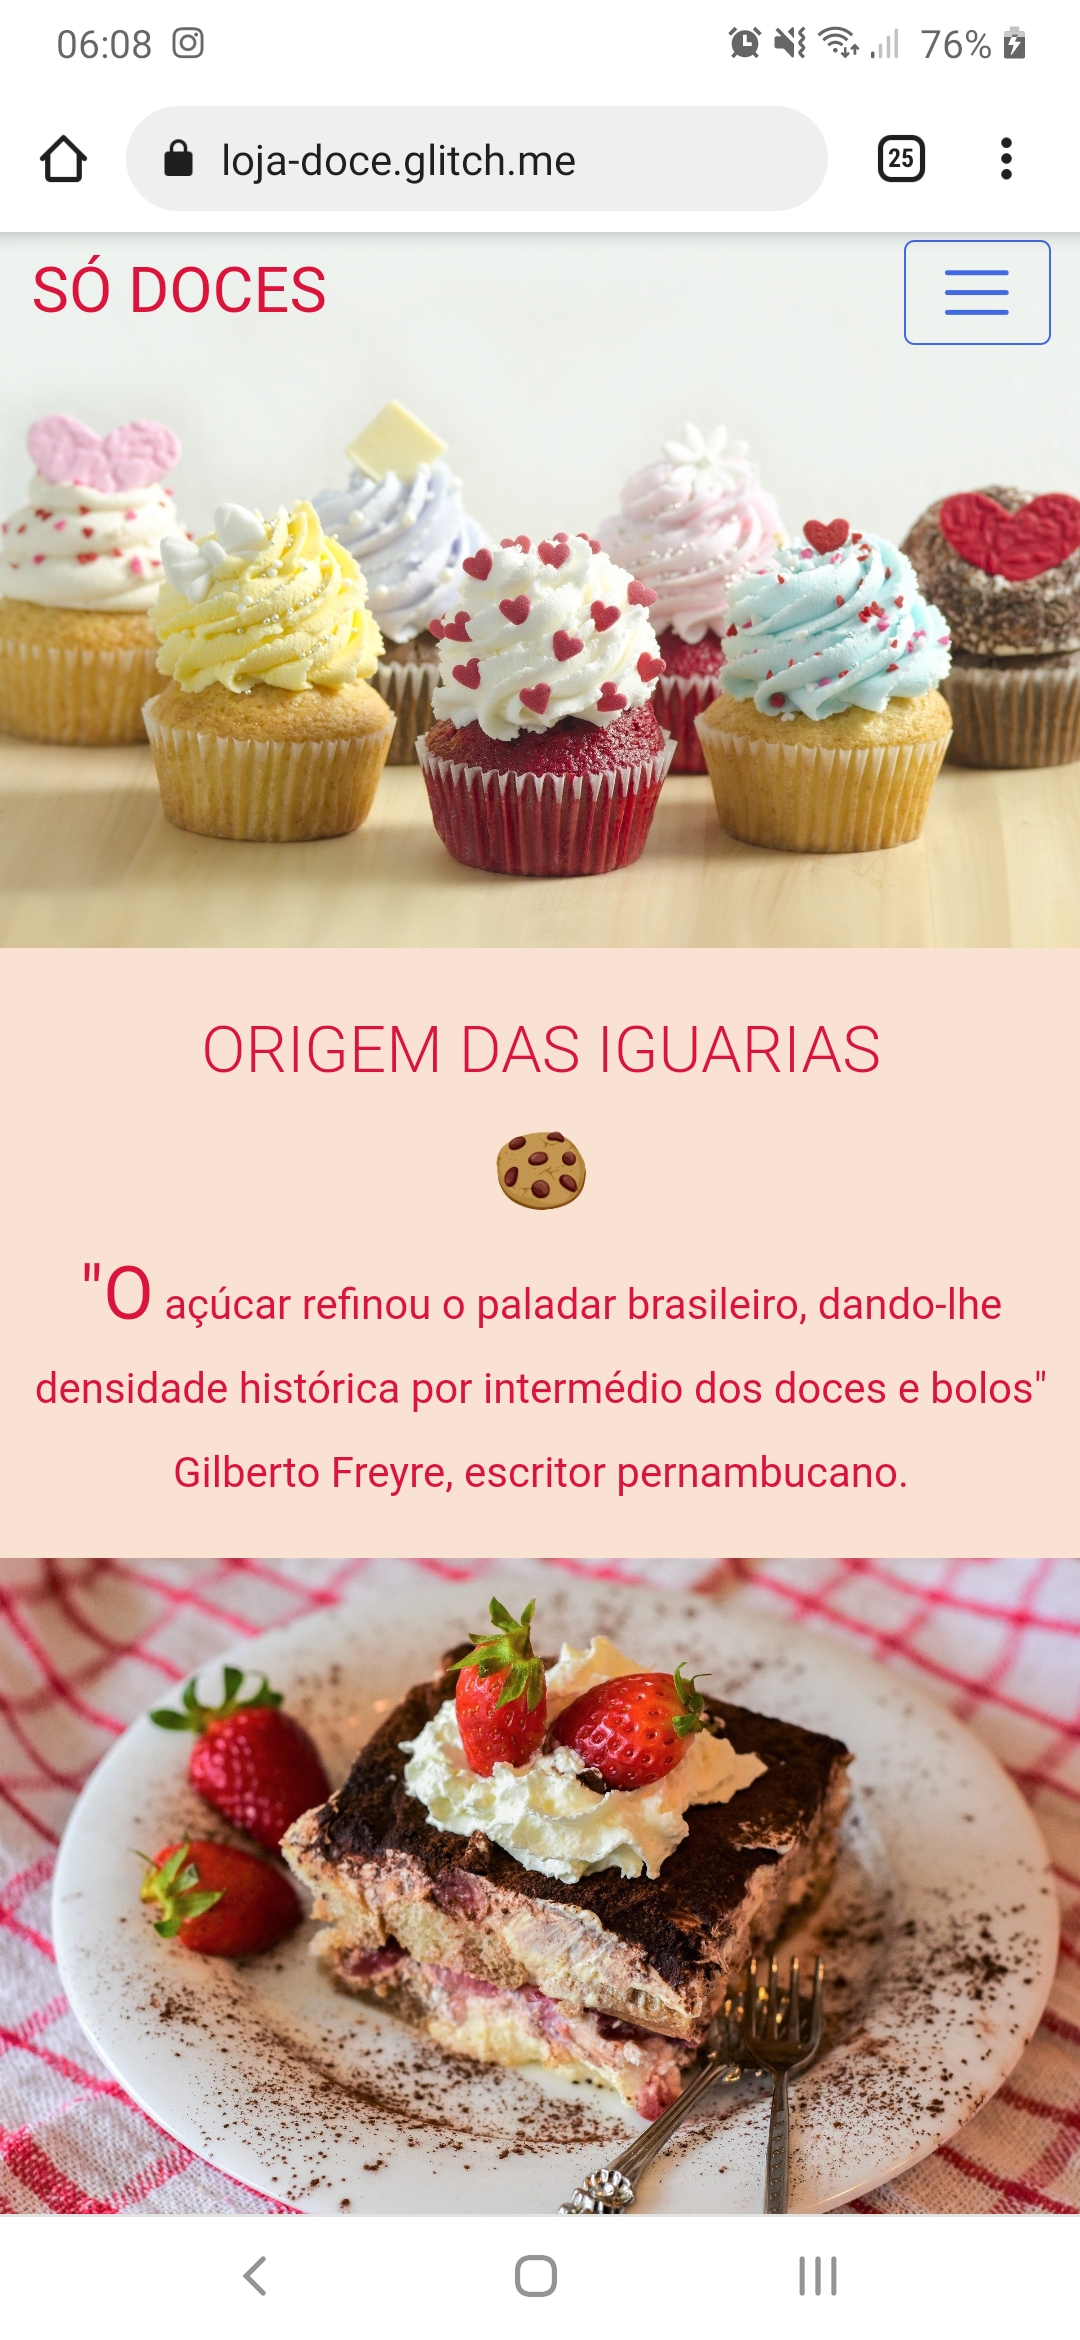 06:08
76%
loja-doce.glitch.me
25
SÓ DOCES
ORIGEM DAS IGUARIAS
"O açúcar refinou o paladar brasileiro, dando-lhe
densidade histórica por intermédio dos doces e bolos"
Gilberto Freyre, escritor pernambucano.